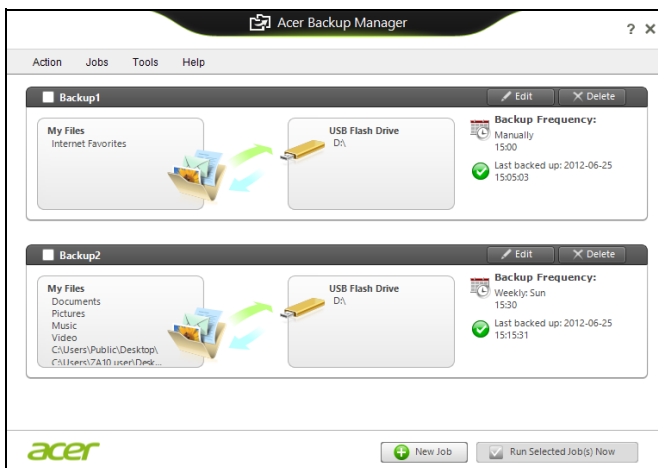 Acer Backup Manager
? X
Action Jobs Tools Help
Backup1
Edit
Delete
My Files
Internet Favorites
USB Flash Drive
D:\
Backup Frequency:
Manually
15:00
Last backed up: 2012-06-25
15:05:03
Backup2
Edit
Delete
My Files
Documents
Pictures
Music
Video
C:\Users\Public\Desktop\
C:\Users\ZA10 user\Desk...
USB Flash Drive
D:\
Backup Frequency:
Weekly: Sun
15:30
Last backed up: 2012-06-25
15:15:31
acer
New Job
Run Selected Job(s) Now